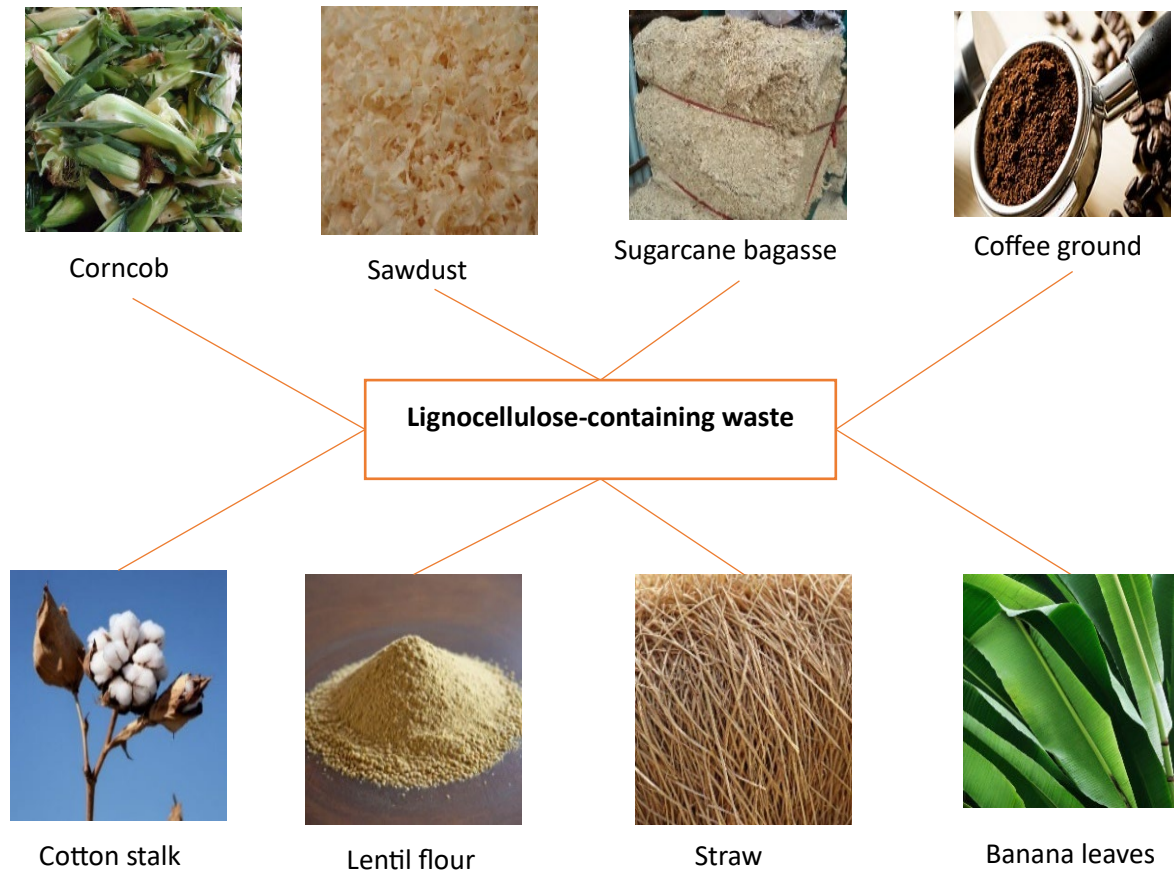 Corncob
Sawdust
Sugarcane bagasse
Coffee ground
Lignocellulose-containing waste
Cotton stalk
Lentil flour
Straw
Banana leaves